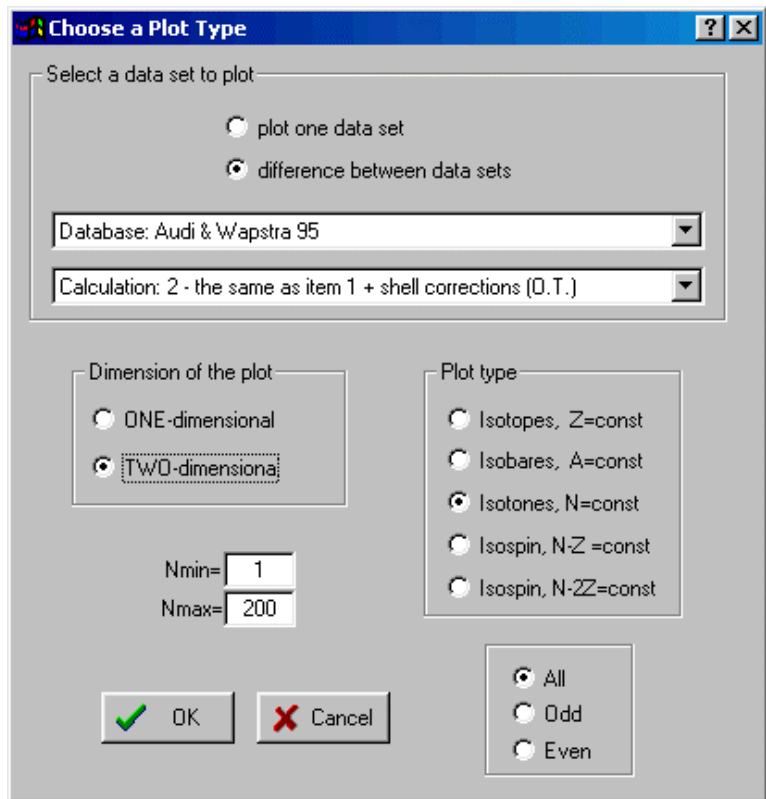 Choose a Plot Type
Select a data set to plot
plot one data set
difference between data sets
Database: Audi & Wapstra 95
Calculation: 2 - the same as item 1 + shell corrections (O.T.)
Dimension of the plot
ONE-dimensional
TWO-dimensiona
Plot type
Isotopes, Z=const
Isobares, A=const
Isotones, N=const
Isospin, N-Z =const
Isospin, N-2Z=const
Nmin= 1
Nmax= 200
All
Odd
Even
OK
Cancel